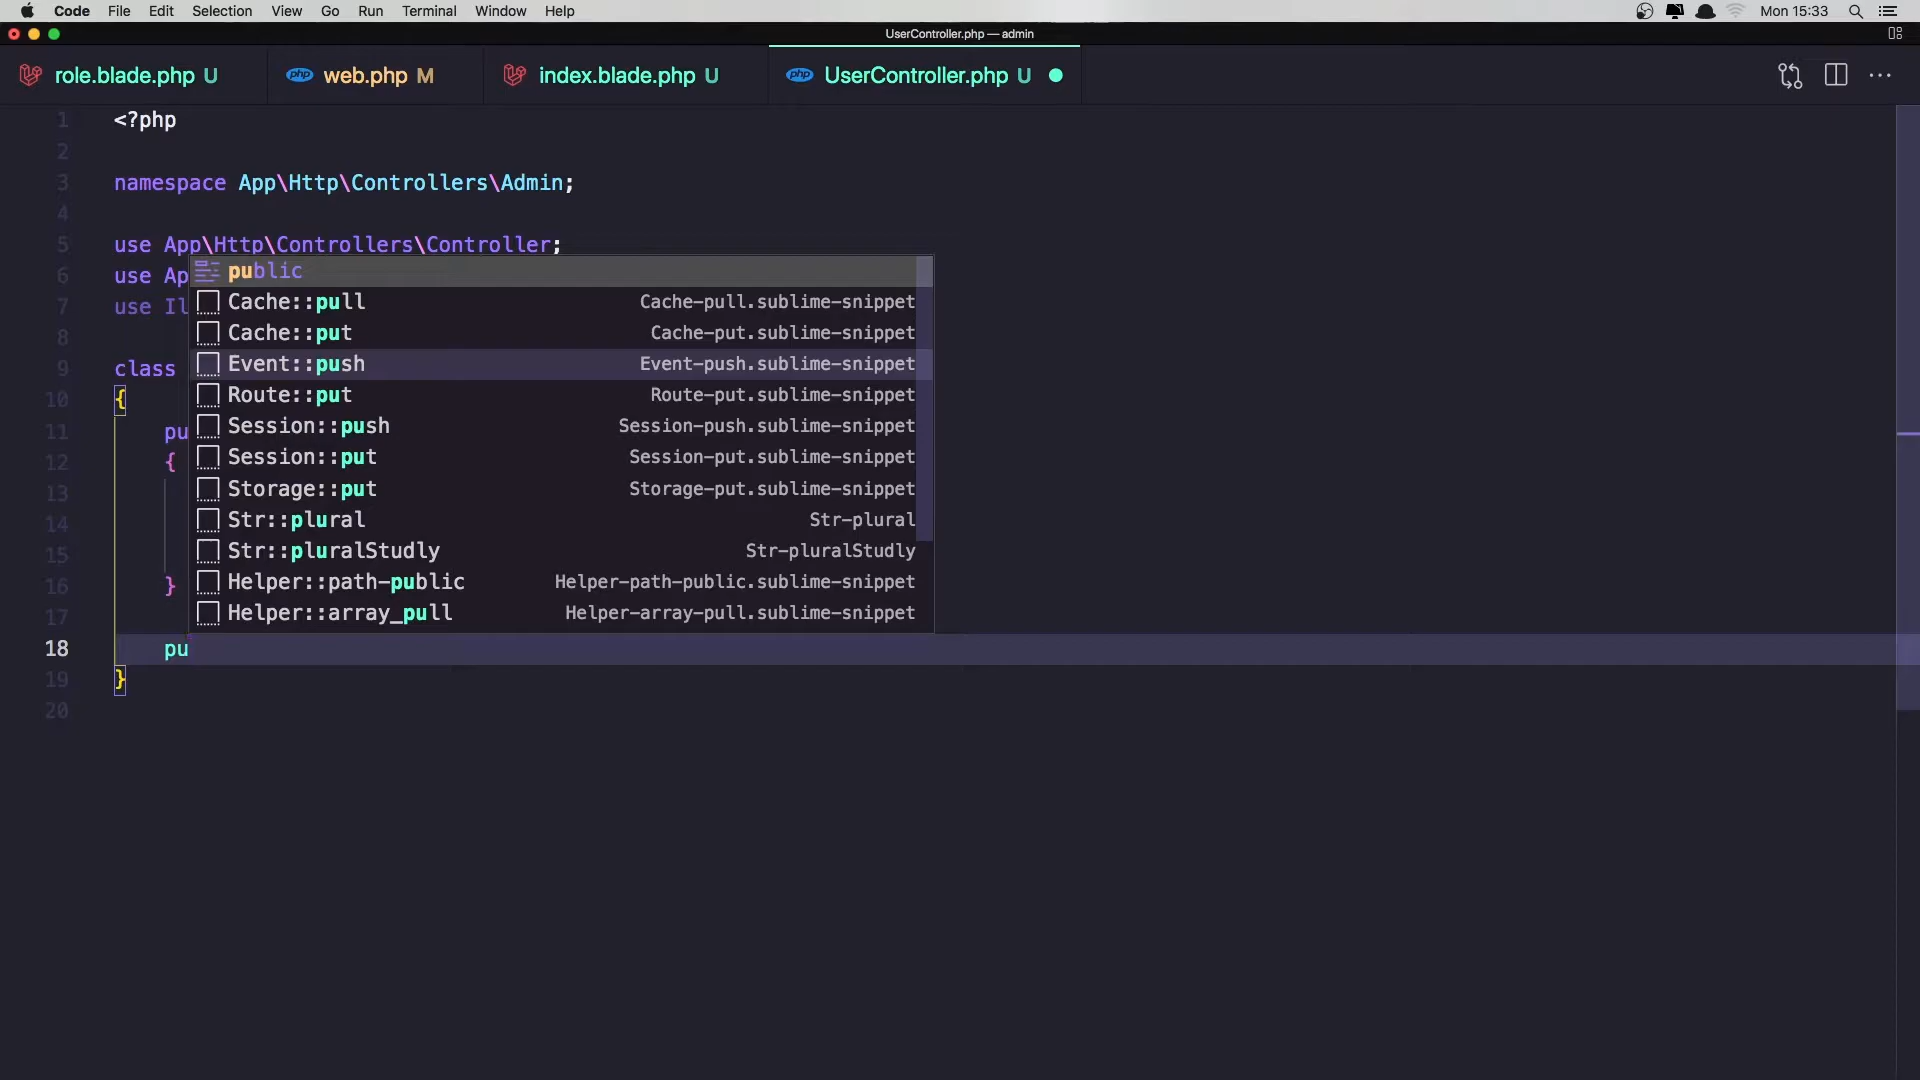 Code File Edit Selection View Go Run Terminal Window Help Mon 15:33
UserController.php — admin
role.blade.php U php web.php M index.blade.php U php UserController.php U
1 <?php
2
3 namespace App\Http\Controllers\Admin;
4
5 use App\Http\Controllers\Controller;
6 use Ap
public
7 use Il
Cache::pull Cache-pull.sublime-snippet
8
Cache::put Cache-put.sublime-snippet
9 class
Event::push Event-push.sublime-snippet
10 {
Route::put Route-put.sublime-snippet
11 pu
Session::push Session-push.sublime-snippet
12 {
Session::put Session-put.sublime-snippet
13
Storage::put Storage-put.sublime-snippet
14
Str::plural Str-plural
15
Str::pluralStudly Str-pluralStudly
16 }
Helper::path-public Helper-path-public.sublime-snippet
17
Helper::array_pull Helper-array-pull.sublime-snippet
18 pu
19 }
20